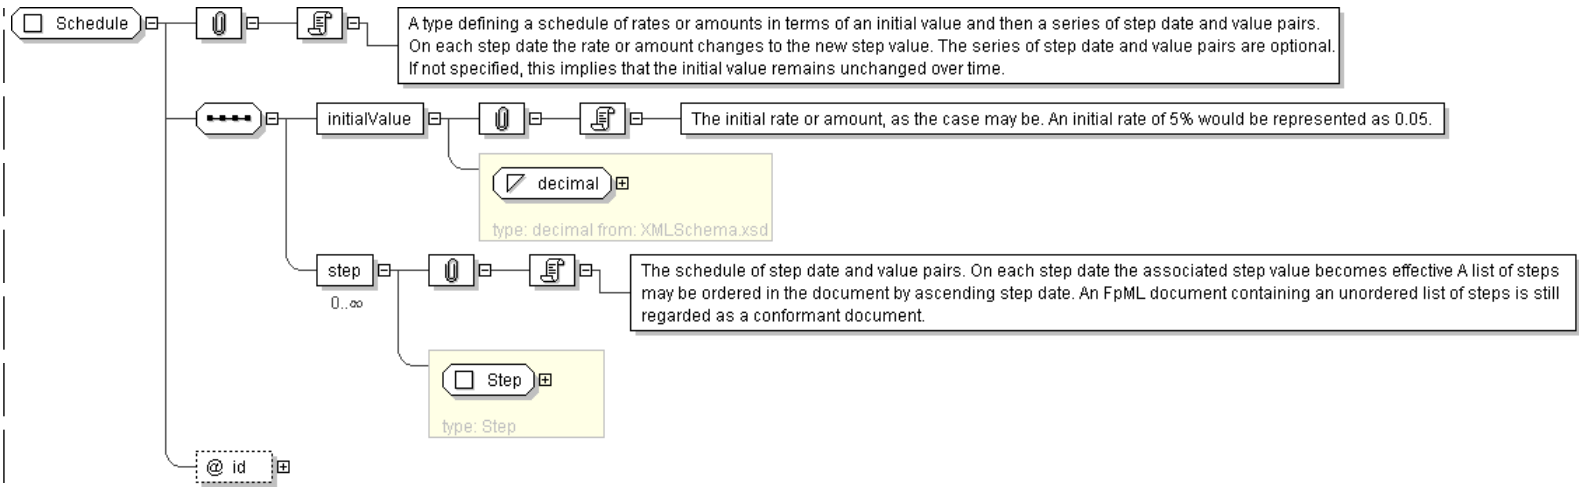 Schedule
A type defining a schedule of rates or amounts in terms of an initial value and then a series of step date and value pairs.
On each step date the rate or amount changes to the new step value. The series of step date and value pairs are optional.
If not specified, this implies that the initial value remains unchanged over time.
initialValue
The initial rate or amount, as the case may be. An initial rate of 5% would be represented as 0.05.
decimal
type: decimal from: XMLSchema.xsd
step
0..∞
The schedule of step date and value pairs. On each step date the associated step value becomes effective A list of steps
may be ordered in the document by ascending step date. An FpML document containing an unordered list of steps is still
regarded as a conformant document.
Step
type: Step
@ id